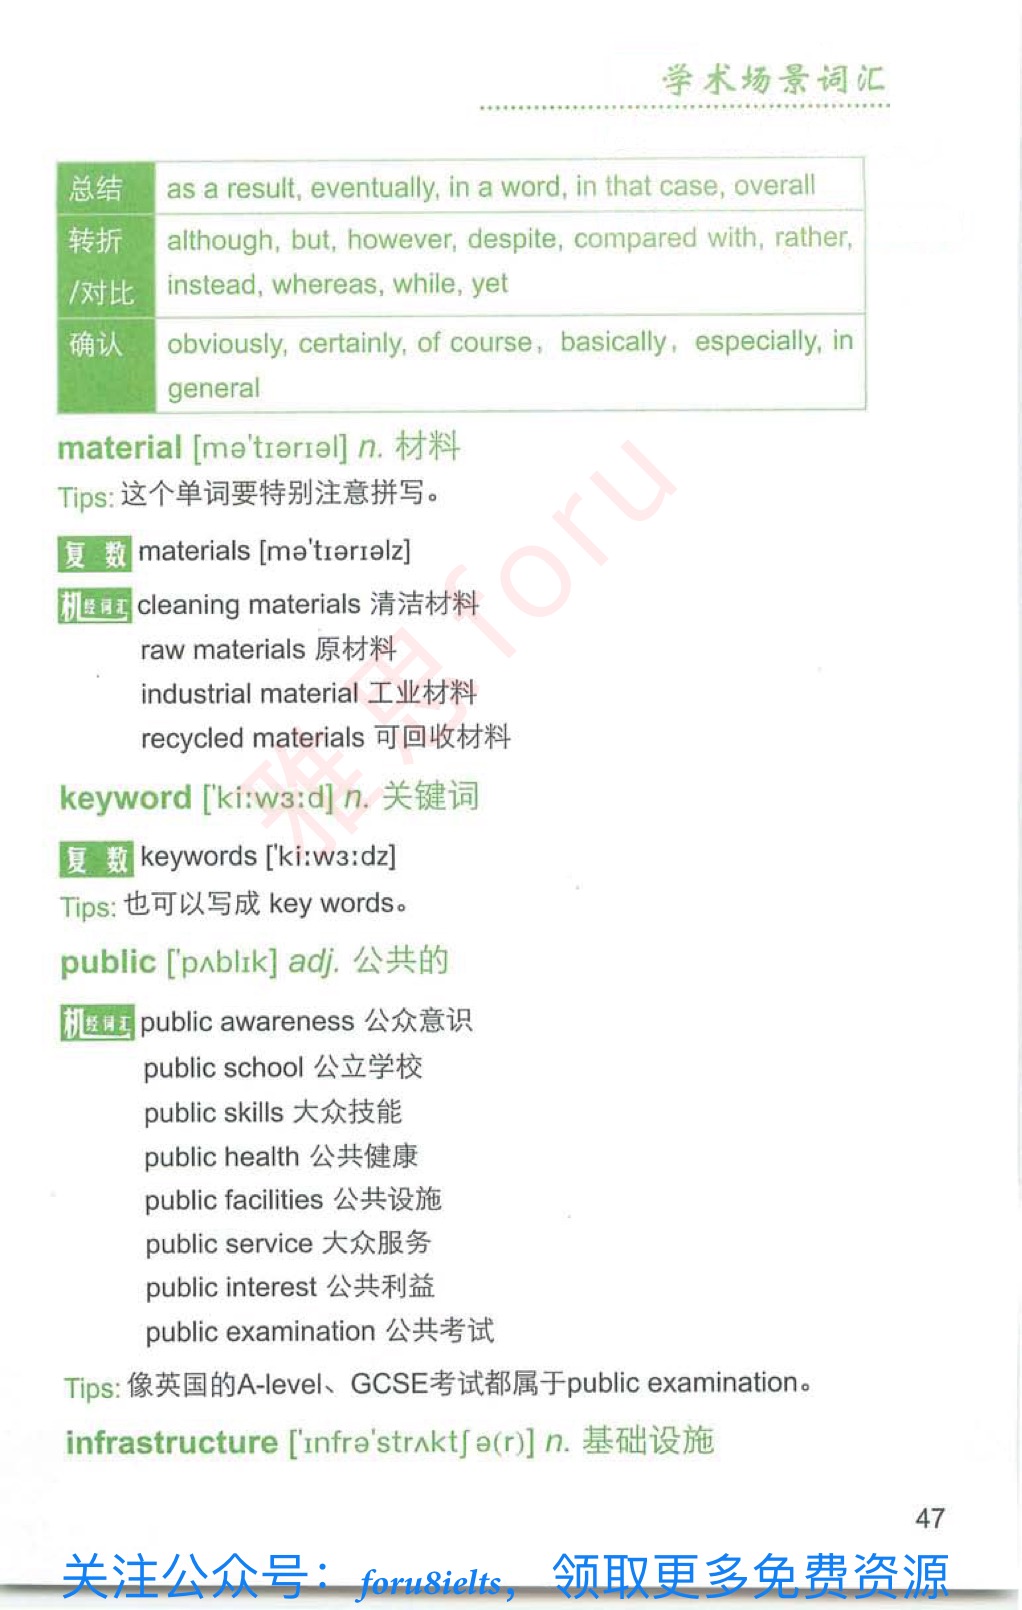 学术场景词汇
总结 as a result, eventually, in a word, in that case, overall
转折 although, but, however, despite, compared with, rather,
/对比 instead, whereas, while, yet
确认 obviously, certainly, of course, basically, especially, in
general
material [mə'tɪərɪəl] n. 材料
Tips: 这个单词要特别注意拼写。
复数 materials [mə'tɪərɪəlz]
机经词汇 cleaning materials 清洁材料
raw materials 原材料
industrial material 工业材料
recycled materials 可回收材料
keyword ['kiːwɜːd] n. 关键词
复数 keywords ['kiːwɜːdz]
Tips: 也可以写成 key words。
public ['pʌblɪk] adj. 公共的
机经词汇 public awareness 公众意识
public school 公立学校
public skills 大众技能
public health 公共健康
public facilities 公共设施
public service 大众服务
public interest 公共利益
public examination 公共考试
Tips: 像英国的A-level、GCSE考试都属于public examination。
infrastructure ['ɪnfrə'strʌktʃə(r)] n. 基础设施
47
关注公众号：foru8ielts，领取更多免费资源
雅思foru